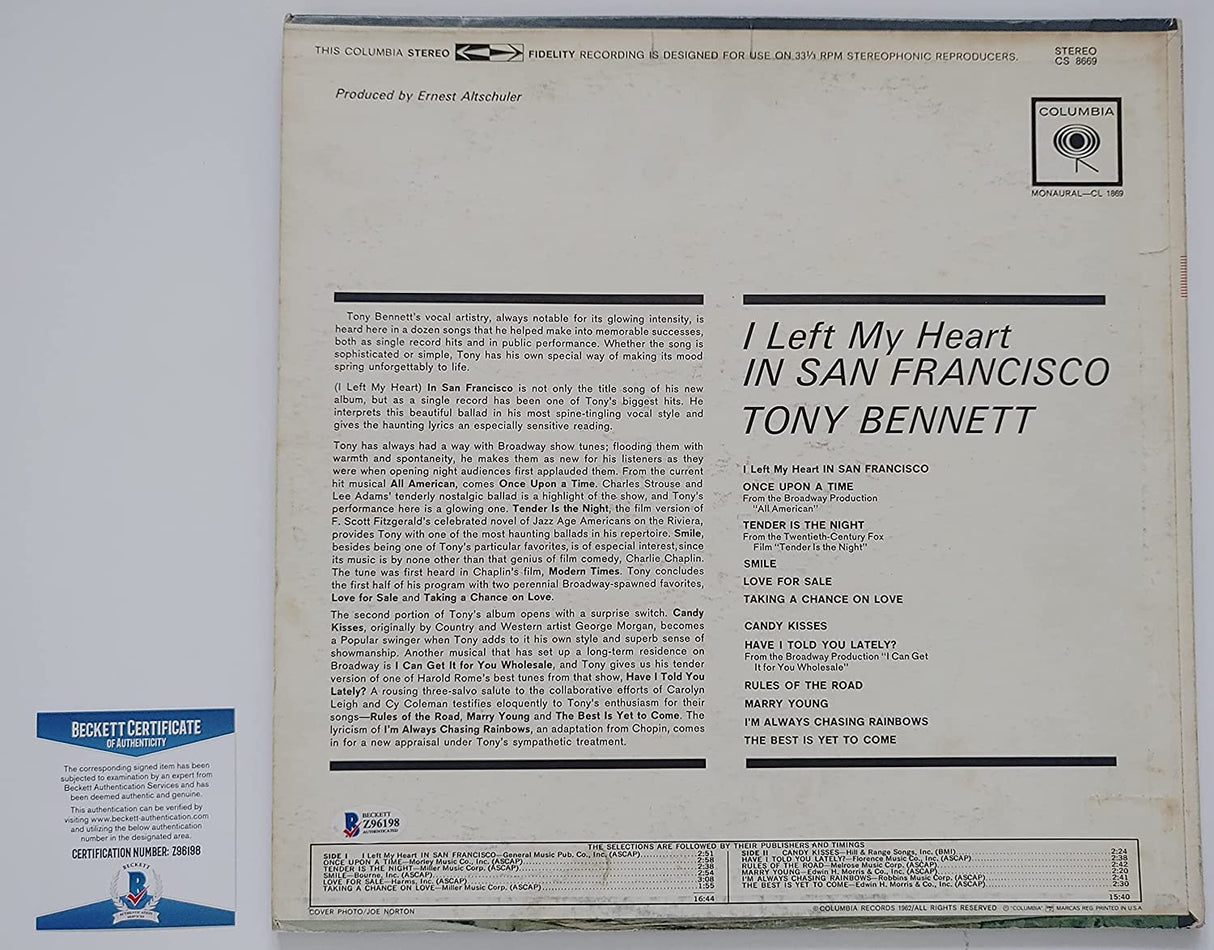 THIS COLUMBIA STEREO FIDELITY RECORDING IS DESIGNED FOR USE ON 33⅓ RPM STEREOPHONIC REPRODUCERS.
STEREO
CS 8669
Produced by Ernest Altschuler
COLUMBIA
MONAURAL—CL 1869
Tony Bennett's vocal artistry, always notable for its glowing intensity, is
heard here in a dozen songs that he helped make into memorable successes,
both as single record hits and in public performance. Whether the song is
sophisticated or simple, Tony has his own special way of making its mood
spring unforgettably to life.
(I Left My Heart) In San Francisco is not only the title song of his new
album, but as a single record has been one of Tony's biggest hits. He
interprets this beautiful ballad in his most spine-tingling vocal style and
gives the haunting lyrics an especially sensitive reading.
Tony has always had a way with Broadway show tunes; flooding them with
warmth and spontaneity, he makes them as new for his listeners as they
were when opening night audiences first applauded them. From the current
hit musical All American, comes Once Upon a Time. Charles Strouse and
Lee Adams' tenderly nostalgic ballad is a highlight of the show, and Tony's
performance here is a glowing one. Tender Is the Night, the film version of
F. Scott Fitzgerald's celebrated novel of Jazz Age Americans on the Riviera,
provides Tony with one of the most haunting ballads in his repertoire. Smile,
besides being one of Tony's particular favorites, is of especial interest, since
its music is by none other than that genius of film comedy, Charlie Chaplin.
The tune was first heard in Chaplin's film, Modern Times. Tony concludes
the first half of his program with two perennial Broadway-spawned favorites,
Love for Sale and Taking a Chance on Love.
The second portion of Tony's album opens with a surprise switch. Candy
Kisses, originally by Country and Western artist George Morgan, becomes
a Popular swinger when Tony adds to it his own style and superb sense of
showmanship. Another musical that has set up a long-term residence on
Broadway is I Can Get It for You Wholesale, and Tony gives us his tender
version of one of Harold Rome's best tunes from that show, Have I Told You
Lately? A rousing three-salvo salute to the collaborative efforts of Carolyn
Leigh and Cy Coleman testifies eloquently to Tony's enthusiasm for their
songs—Rules of the Road, Marry Young and The Best Is Yet to Come. The
lyricism of I'm Always Chasing Rainbows, an adaptation from Chopin, comes
in for a new appraisal under Tony's sympathetic treatment.
I Left My Heart
IN SAN FRANCISCO
TONY BENNETT
I Left My Heart IN SAN FRANCISCO
ONCE UPON A TIME
From the Broadway Production
"All American"
TENDER IS THE NIGHT
From the Twentieth-Century Fox
Film "Tender Is the Night"
SMILE
LOVE FOR SALE
TAKING A CHANCE ON LOVE
CANDY KISSES
HAVE I TOLD YOU LATELY?
From the Broadway Production "I Can Get
It for You Wholesale"
RULES OF THE ROAD
MARRY YOUNG
I'M ALWAYS CHASING RAINBOWS
THE BEST IS YET TO COME
BECKETT CERTIFICATE
OF AUTHENTICITY
The corresponding signed item has been
subjected to examination by an expert from
Beckett Authentication Services and has
been deemed authentic and genuine.
This authentication can be verified by
visiting www.beckett-authentication.com
and utilizing the below authentication
number in the designated area.
CERTIFICATION NUMBER: Z96198
BECKETT
B
AUTHENTICATION
SERVICES
B BECKETT
Z96198
AUTHENTICATED
THE SELECTIONS ARE FOLLOWED BY THEIR PUBLISHERS AND TIMINGS
SIDE I I Left My Heart IN SAN FRANCISCO—General Music Pub. Co., Inc. (ASCAP) 2:51
ONCE UPON A TIME—Morley Music Co., Inc. (ASCAP) 2:58
TENDER IS THE NIGHT—Miller Music Corp. (ASCAP) 2:38
SMILE—Bourne, Inc. (ASCAP) 2:54
LOVE FOR SALE—Harms, Inc. (ASCAP) 3:08
TAKING A CHANCE ON LOVE—Miller Music Corp. (ASCAP) 1:55
16:44
SIDE II CANDY KISSES—Hill & Range Songs, Inc. (BMI) 2:24
HAVE I TOLD YOU LATELY?—Florence Music Co., Inc. (ASCAP) 2:38
RULES OF THE ROAD—Melrose Music Corp. (ASCAP) 2:42
MARRY YOUNG—Edwin H. Morris & Co., Inc. (ASCAP) 2:20
I'M ALWAYS CHASING RAINBOWS—Robbins Music Corp. (ASCAP) 2:41
THE BEST IS YET TO COME—Edwin H. Morris & Co., Inc. (ASCAP) 2:30
15:40
COVER PHOTO/JOE NORTON
© COLUMBIA RECORDS 1962/ALL RIGHTS RESERVED ® "COLUMBIA", MARCAS REG. PRINTED IN U.S.A.